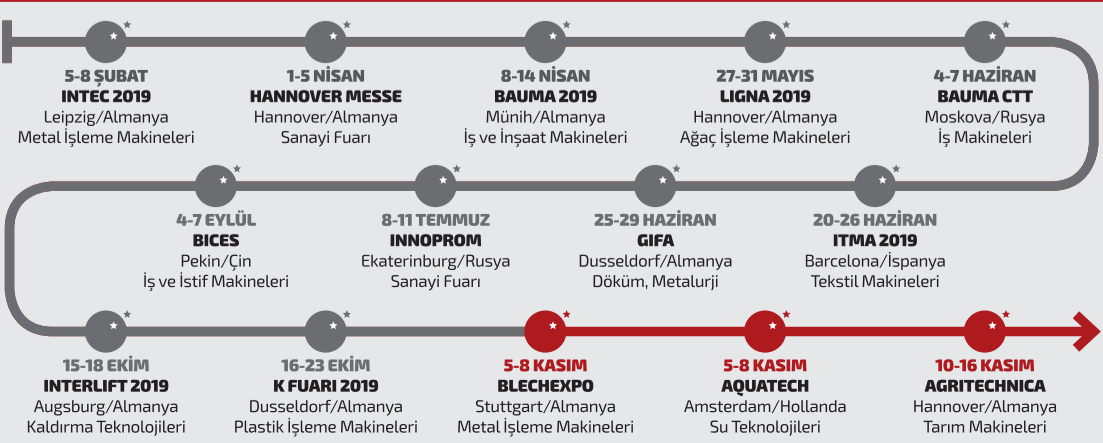 5-8 ŞUBAT
INTEC 2019
Leipzig/Almanya
Metal İşleme Makineleri
1-5 NİSAN
HANNOVER MESSE
Hannover/Almanya
Sanayi Fuarı
8-14 NİSAN
BAUMA 2019
Münih/Almanya
İş ve İnşaat Makineleri
27-31 MAYIS
LIGNA 2019
Hannover/Almanya
Ağaç İşleme Makineleri
4-7 HAZİRAN
BAUMA CTT
Moskova/Rusya
İş Makineleri
4-7 EYLÜL
BICES
Pekin/Çin
İş ve İstif Makineleri
8-11 TEMMUZ
INNOPROM
Ekaterinburg/Rusya
Sanayi Fuarı
25-29 HAZİRAN
GIFA
Dusseldorf/Almanya
Döküm, Metalurji
20-26 HAZİRAN
ITMA 2019
Barcelona/İspanya
Tekstil Makineleri
15-18 EKİM
INTERLIFT 2019
Augsburg/Almanya
Kaldırma Teknolojileri
16-23 EKİM
K FUARI 2019
Dusseldorf/Almanya
Plastik İşleme Makineleri
5-8 KASIM
BLECHEXPO
Stuttgart/Almanya
Metal İşleme Makineleri
5-8 KASIM
AQUATECH
Amsterdam/Hollanda
Su Teknolojileri
10-16 KASIM
AGRITECHNICA
Hannover/Almanya
Tarım Makineleri